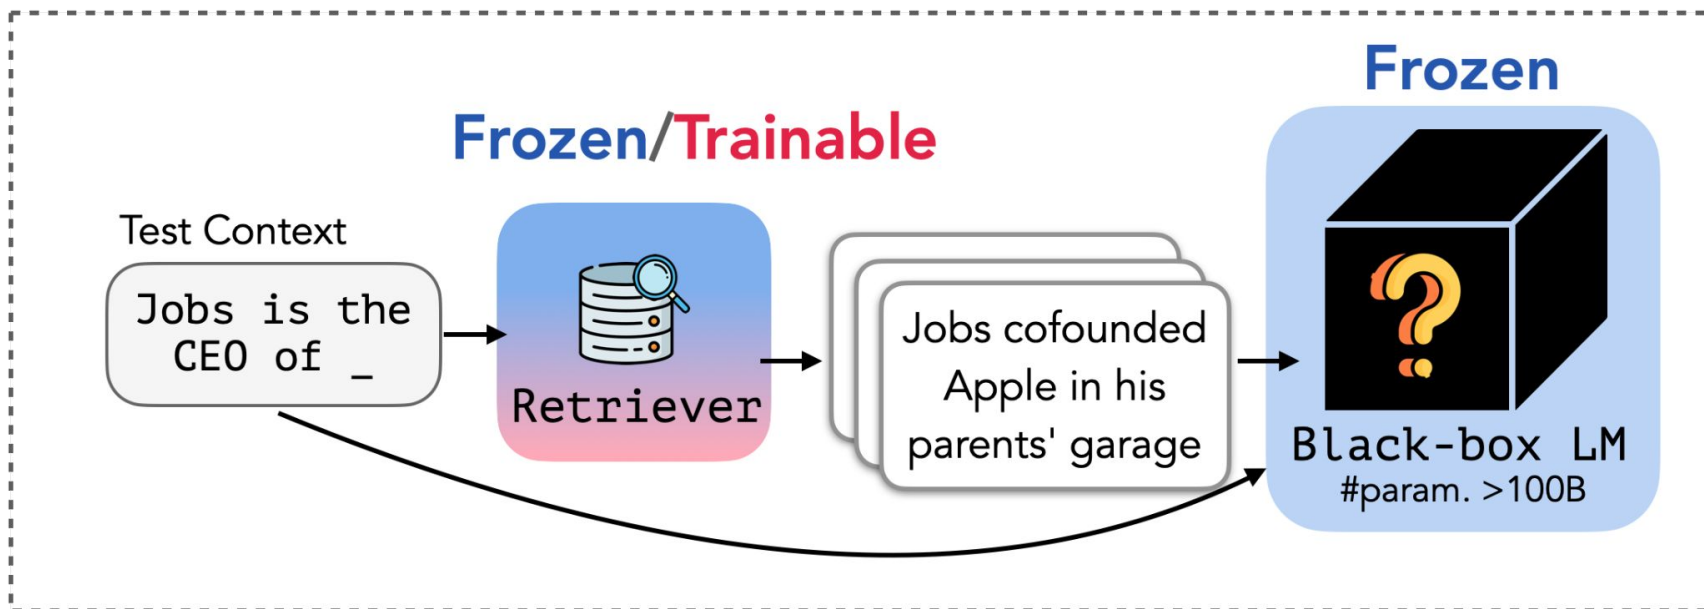 Frozen
Frozen/Trainable
Test Context
Jobs is the
CEO of _
Retriever
Jobs cofounded
Apple in his
parents' garage
?
Black-box LM
#param. >100B